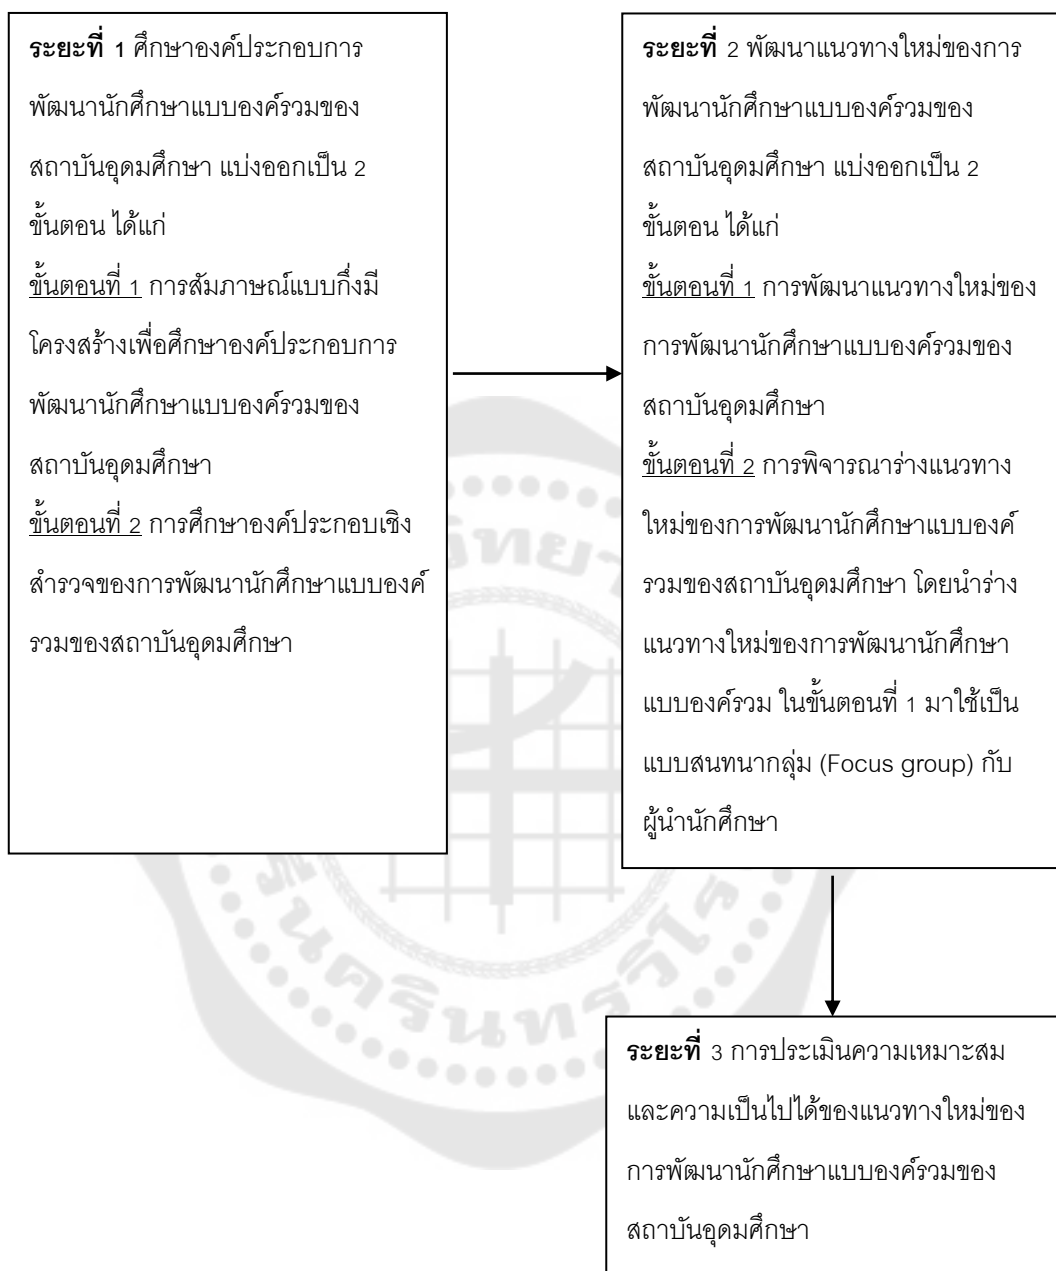 ระยะที่ 1 ศึกษาองค์ประกอบการ
พัฒนานักศึกษาแบบองค์รวมของ
สถาบันอุดมศึกษา แบ่งออกเป็น 2
ขั้นตอน ได้แก่
ขั้นตอนที่ 1 การสัมภาษณ์แบบกึ่งมี
โครงสร้างเพื่อศึกษาองค์ประกอบการ
พัฒนานักศึกษาแบบองค์รวมของ
สถาบันอุดมศึกษา
ขั้นตอนที่ 2 การศึกษาองค์ประกอบเชิง
สำรวจของการพัฒนานักศึกษาแบบองค์
รวมของสถาบันอุดมศึกษา
ระยะที่ 2 พัฒนาแนวทางใหม่ของการ
พัฒนานักศึกษาแบบองค์รวมของ
สถาบันอุดมศึกษา แบ่งออกเป็น 2
ขั้นตอน ได้แก่
ขั้นตอนที่ 1 การพัฒนาแนวทางใหม่ของ
การพัฒนานักศึกษาแบบองค์รวมของ
สถาบันอุดมศึกษา
ขั้นตอนที่ 2 การพิจารณาร่างแนวทาง
ใหม่ของการพัฒนานักศึกษาแบบองค์
รวมของสถาบันอุดมศึกษา โดยนำร่าง
แนวทางใหม่ของการพัฒนานักศึกษา
แบบองค์รวม ในขั้นตอนที่ 1 มาใช้เป็น
แบบสนทนากลุ่ม (Focus group) กับ
ผู้นำนักศึกษา
ระยะที่ 3 การประเมินความเหมาะสม
และความเป็นไปได้ของแนวทางใหม่ของ
การพัฒนานักศึกษาแบบองค์รวมของ
สถาบันอุดมศึกษา